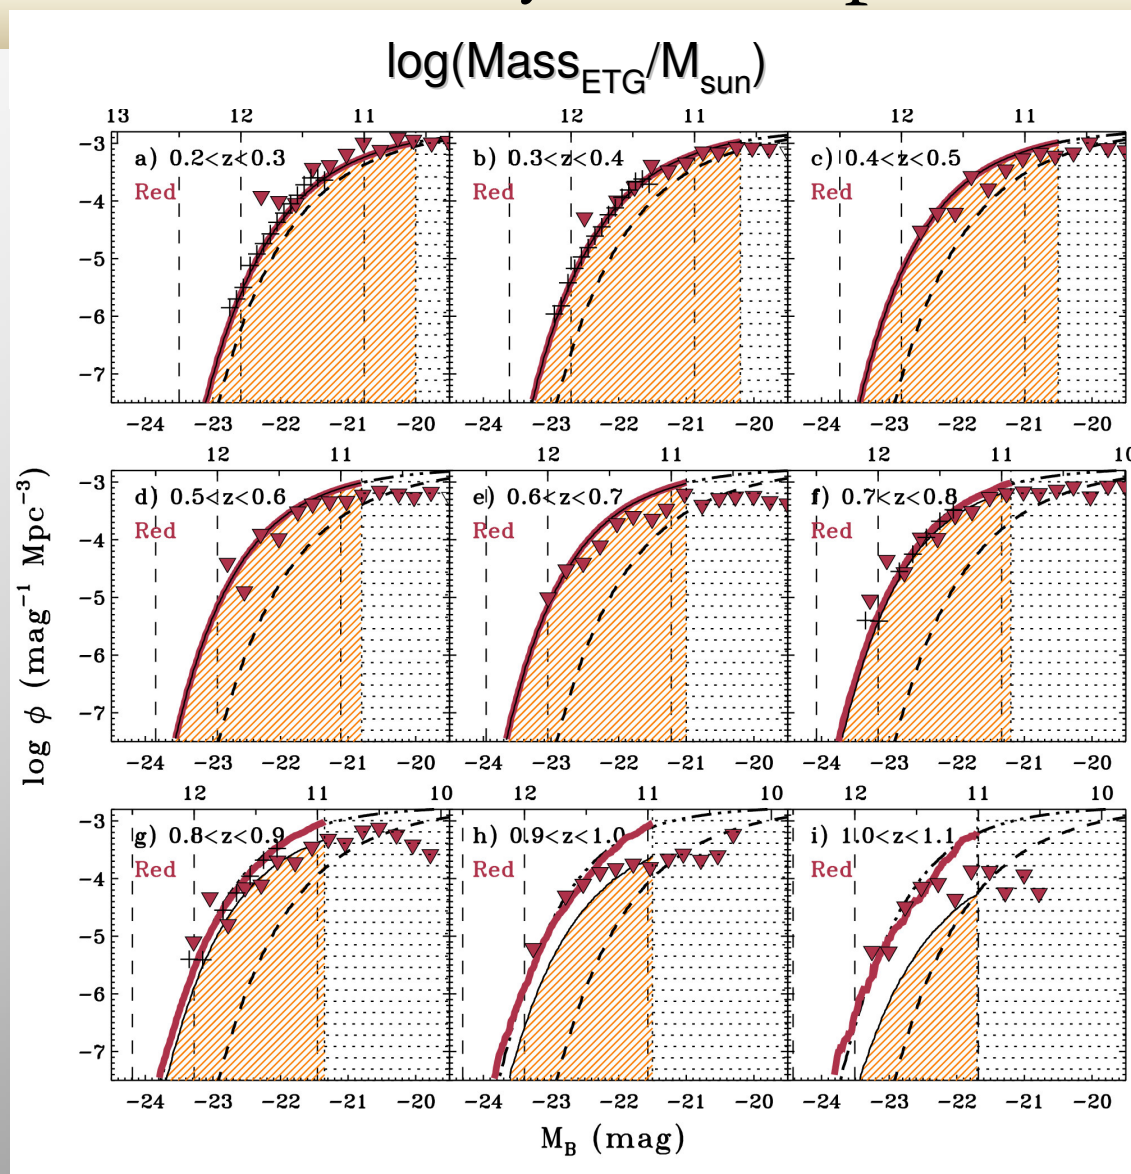 log(Mass_ETG/M_sun)
13 12 11 12 11 12 11
a) 0.2<z<0.3 b) 0.3<z<0.4 c) 0.4<z<0.5
Red Red Red
-3
-4
-5
-6
-7
-24 -23 -22 -21 -20 -24 -23 -22 -21 -20 -24 -23 -22 -21 -20
12 11 12 11 12 11 10
d) 0.5<z<0.6 e) 0.6<z<0.7 f) 0.7<z<0.8
Red Red Red
-3
-4
-5
-6
-7
-24 -23 -22 -21 -20 -24 -23 -22 -21 -20 -24 -23 -22 -21 -20
log ϕ (mag⁻¹ Mpc⁻³)
12 11 10 12 11 10 12 11 10
g) 0.8<z<0.9 h) 0.9<z<1.0 i) 1.0<z<1.1
Red Red Red
-3
-4
-5
-6
-7
-24 -23 -22 -21 -20 -24 -23 -22 -21 -20 -24 -23 -22 -21 -20
M_B (mag)